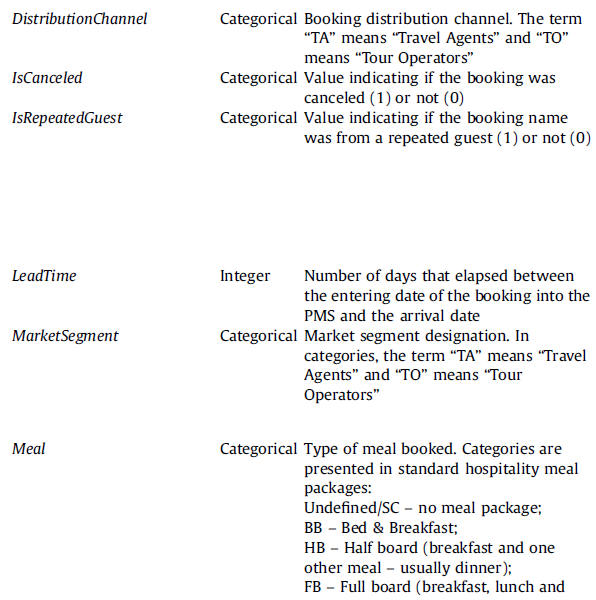 DistributionChannel Categorical Booking distribution channel. The term
“TA” means “Travel Agents” and “TO”
means “Tour Operators”
IsCanceled Categorical Value indicating if the booking was
canceled (1) or not (0)
IsRepeatedGuest Categorical Value indicating if the booking name
was from a repeated guest (1) or not (0)
LeadTime Integer Number of days that elapsed between
the entering date of the booking into the
PMS and the arrival date
MarketSegment Categorical Market segment designation. In
categories, the term “TA” means “Travel
Agents” and “TO” means “Tour
Operators”
Meal Categorical Type of meal booked. Categories are
presented in standard hospitality meal
packages:
Undefined/SC – no meal package;
BB – Bed & Breakfast;
HB – Half board (breakfast and one
other meal – usually dinner);
FB – Full board (breakfast, lunch and